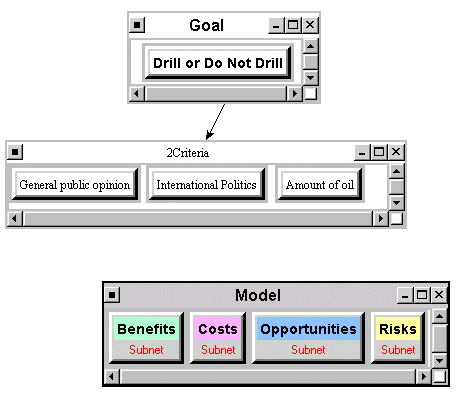 Goal
Drill or Do Not Drill
2Criteria
General public opinion
International Politics
Amount of oil
Model
Benefits
Subnet
Costs
Subnet
Opportunities
Subnet
Risks
Subnet